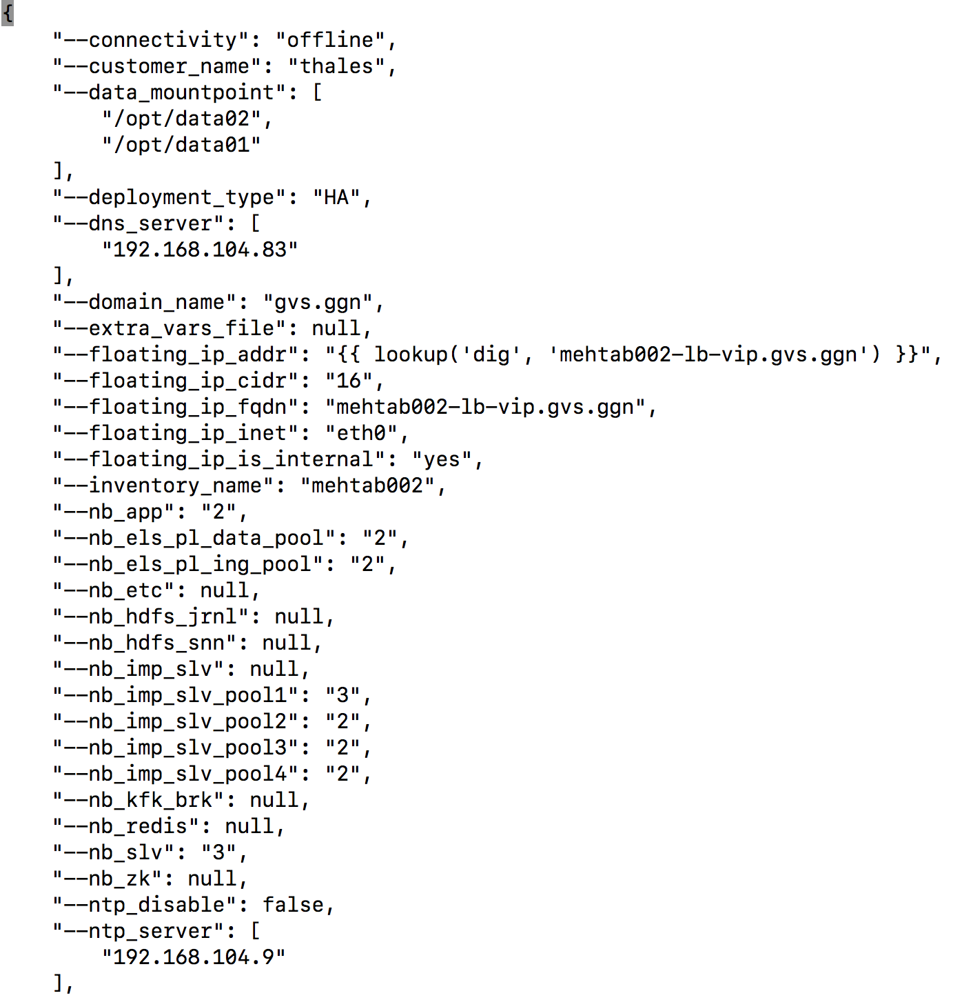 {
    "--connectivity": "offline",
    "--customer_name": "thales",
    "--data_mountpoint": [
        "/opt/data02",
        "/opt/data01"
    ],
    "--deployment_type": "HA",
    "--dns_server": [
        "192.168.104.83"
    ],
    "--domain_name": "gvs.ggn",
    "--extra_vars_file": null,
    "--floating_ip_addr": "{{ lookup('dig', 'mehtab002-lb-vip.gvs.ggn') }}",
    "--floating_ip_cidr": "16",
    "--floating_ip_fqdn": "mehtab002-lb-vip.gvs.ggn",
    "--floating_ip_inet": "eth0",
    "--floating_ip_is_internal": "yes",
    "--inventory_name": "mehtab002",
    "--nb_app": "2",
    "--nb_els_pl_data_pool": "2",
    "--nb_els_pl_ing_pool": "2",
    "--nb_etc": null,
    "--nb_hdfs_jrnl": null,
    "--nb_hdfs_snn": null,
    "--nb_imp_slv": null,
    "--nb_imp_slv_pool1": "3",
    "--nb_imp_slv_pool2": "2",
    "--nb_imp_slv_pool3": "2",
    "--nb_imp_slv_pool4": "2",
    "--nb_kfk_brk": null,
    "--nb_redis": null,
    "--nb_slv": "3",
    "--nb_zk": null,
    "--ntp_disable": false,
    "--ntp_server": [
        "192.168.104.9"
    ],